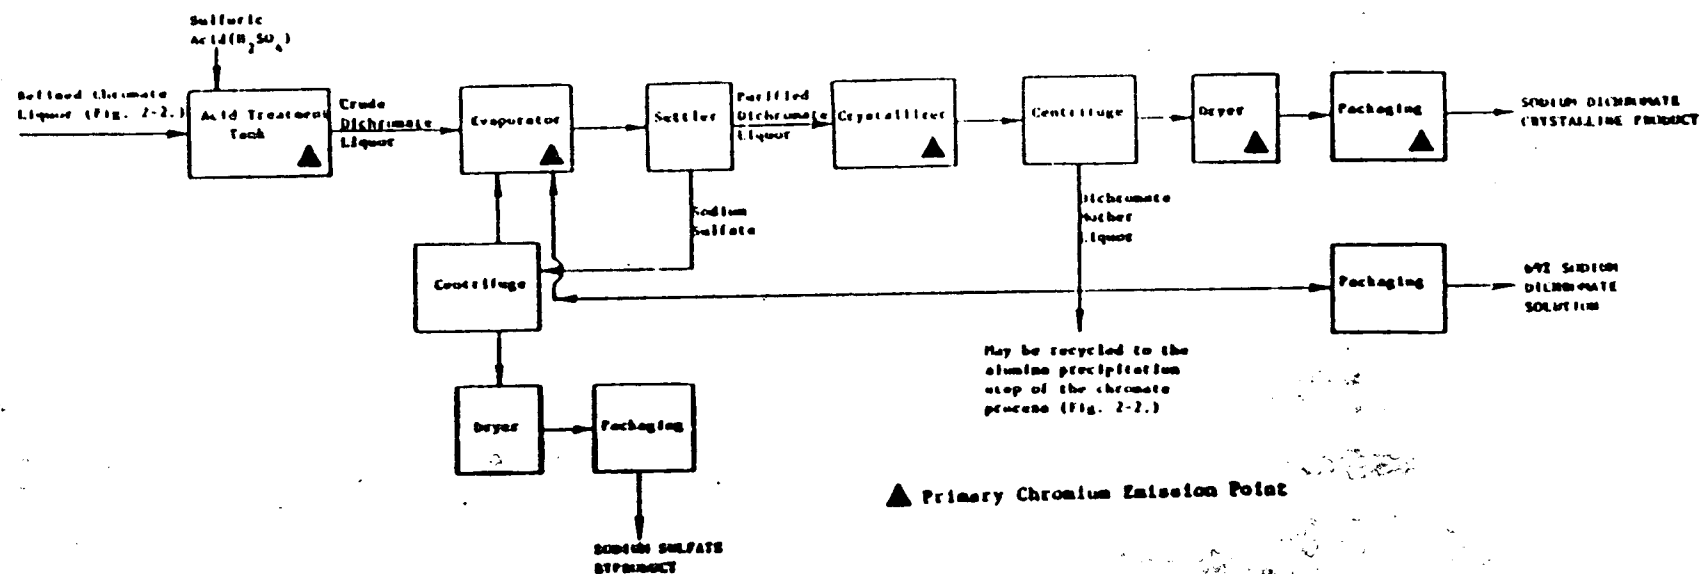 Sulfuric
Acid(H2SO4)
Refined Chromate
Liquor (Fig. 2-2.)
Acid Treatment
Tank
Crude
Dichromate
Liquor
Evaporator
Settler
Purified
Dichromate
Liquor
Crystallizer
Centrifuge
Dryer
Packaging
SODIUM DICHROMATE
CRYSTALLINE PRODUCT
Sodium
Sulfate
Dichromate
Mother
Liquor
Centrifuge
Packaging
69% SODIUM
DICHROMATE
SOLUTION
May be recycled to the
alumina precipitation
step of the chromate
process (Fig. 2-2.)
Dryer
Packaging
Primary Chromium Emission Point
SODIUM SULFATE
BYPRODUCT